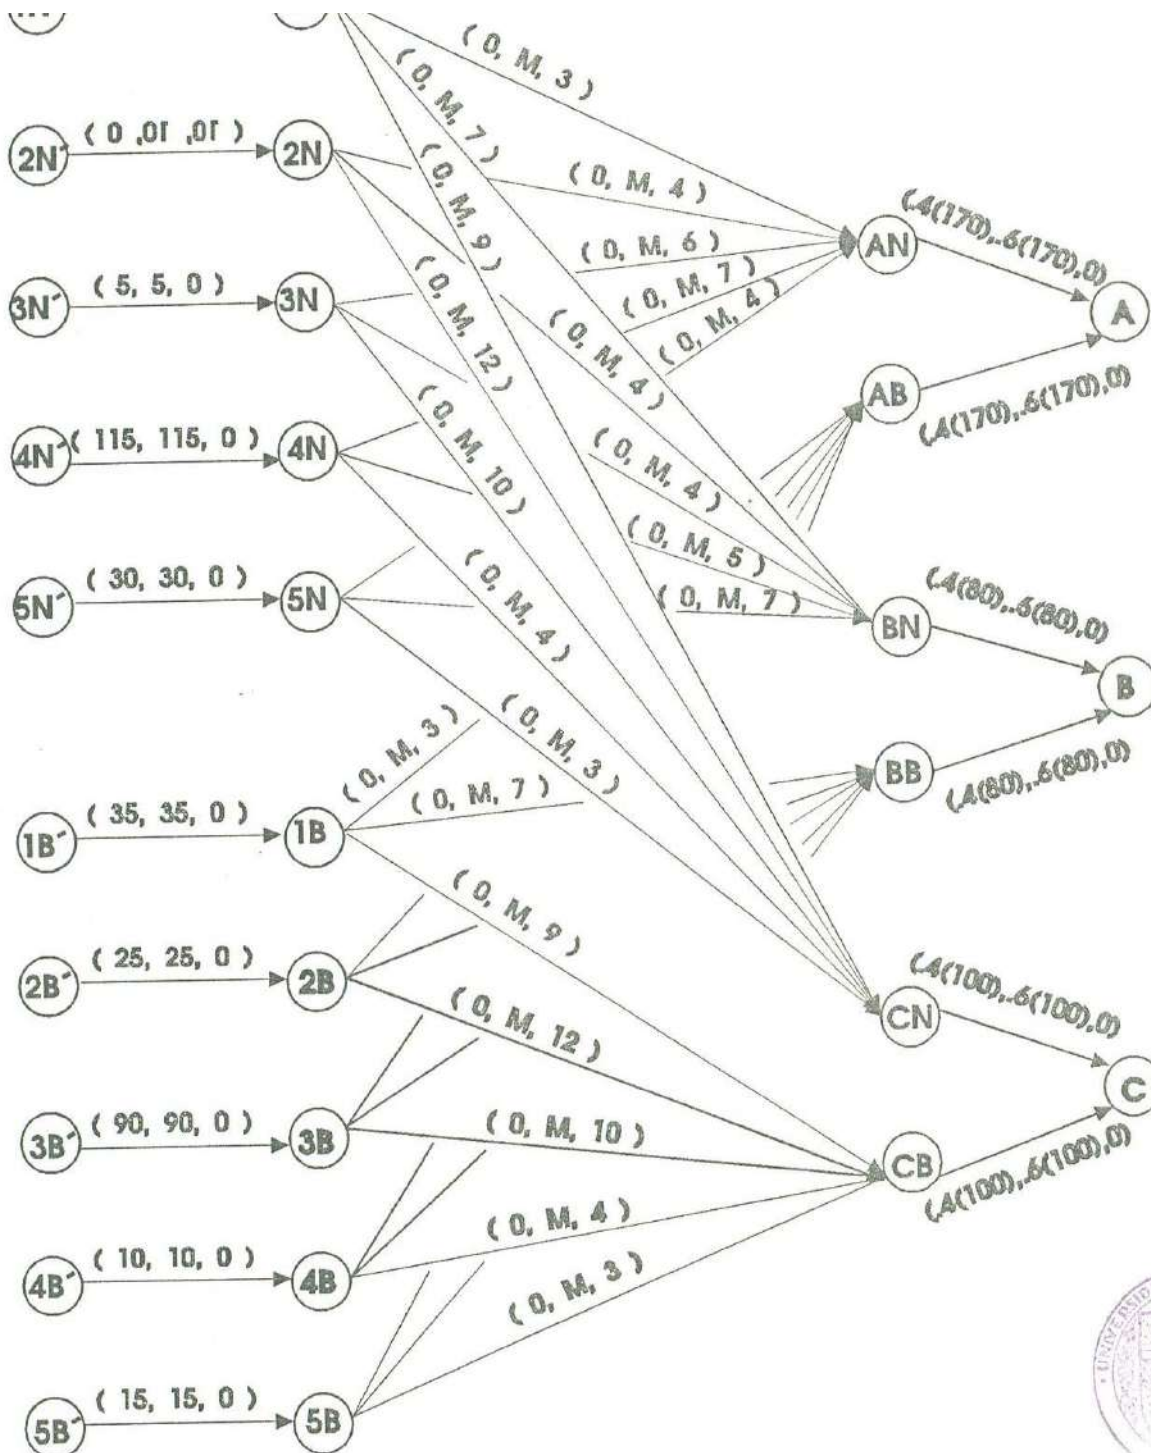 ( 0, M, 3 )
( 0, M, 7 )
2N´ ( 10, 10, 0 ) 2N
( 0, M, 9 )
( 0, M, 4 )
(.4(170),.6(170),0)
AN
( 0, M, 6 )
( 0, M, 12 )
( 0, M, 7 )
( 0, M, 4 )
3N´ ( 5, 5, 0 ) 3N
A
( 0, M, 4 )
AB
(.4(170),.6(170),0)
4N´ ( 115, 115, 0 ) 4N
( 0, M, 10 )
( 0, M, 4 )
( 0, M, 5 )
5N´ ( 30, 30, 0 ) 5N
( 0, M, 4 )
( 0, M, 7 )
BN
(.4(80),.6(80),0)
B
( 0, M, 3 )
( 0, M, 3 )
BB
(.4(80),.6(80),0)
( 0, M, 7 )
1B´ ( 35, 35, 0 ) 1B
( 0, M, 9 )
2B´ ( 25, 25, 0 ) 2B
(.4(100),.6(100),0)
CN
( 0, M, 12 )
C
3B´ ( 90, 90, 0 ) 3B
( 0, M, 10 )
CB
(.4(100),.6(100),0)
( 0, M, 4 )
4B´ ( 10, 10, 0 ) 4B
( 0, M, 3 )
5B´ ( 15, 15, 0 ) 5B